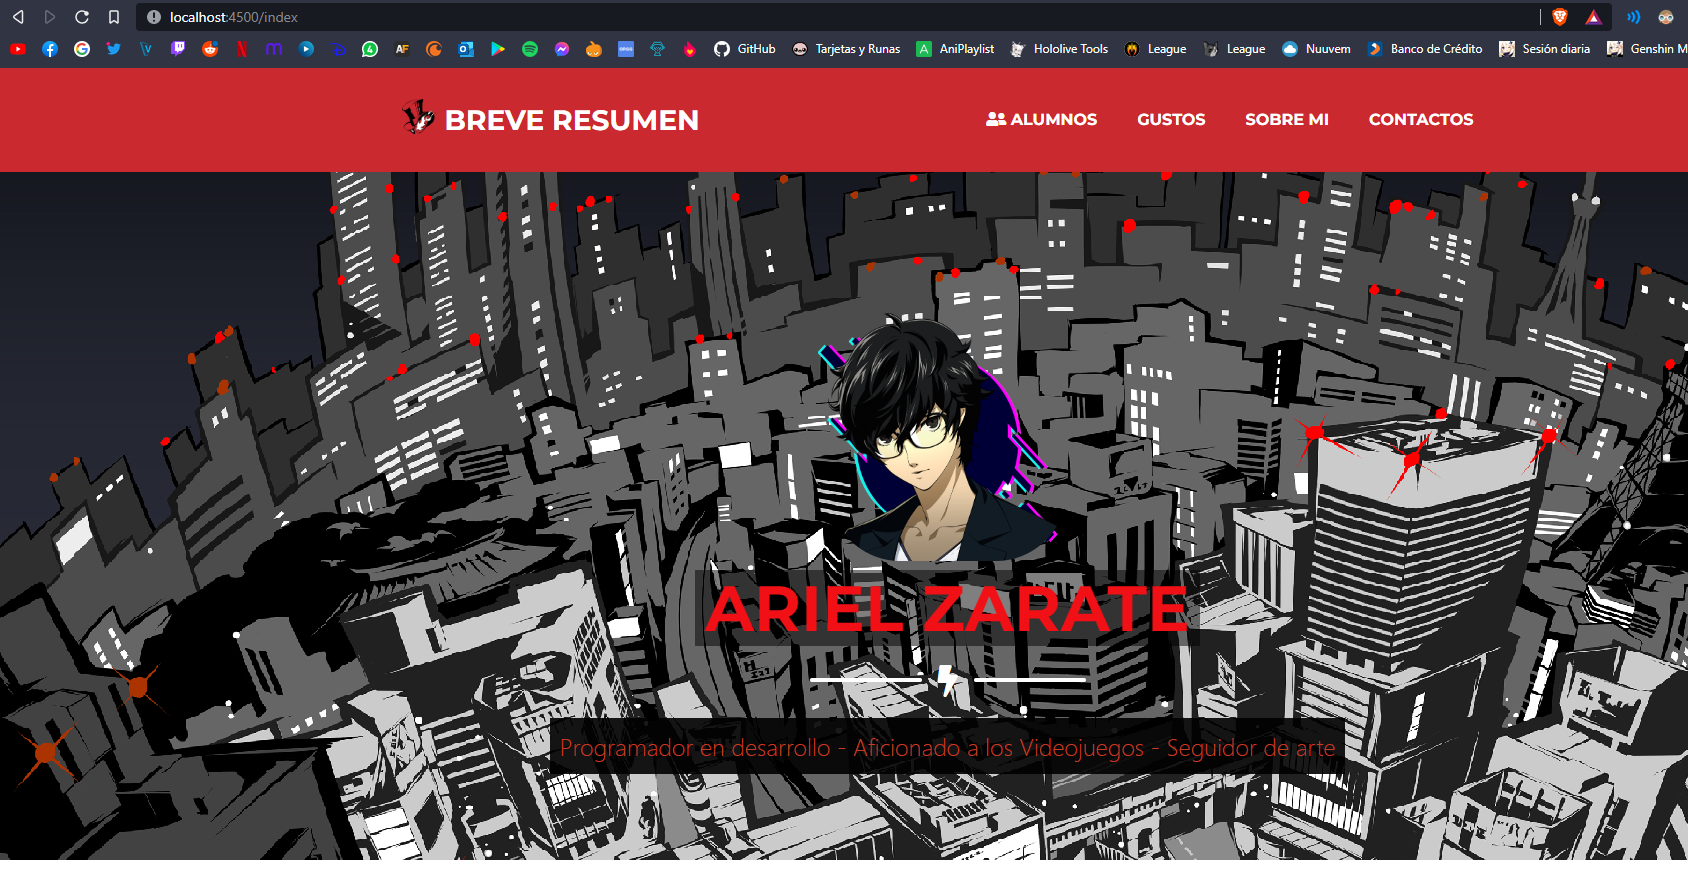 localhost:4500/index
GitHub Tarjetas y Runas AniPlaylist Hololive Tools League League Nuuvem Banco de Crédito Sesión diaria Genshin M
BREVE RESUMEN ALUMNOS GUSTOS SOBRE MI CONTACTOS
ARIEL ZARATE
Programador en desarrollo - Aficionado a los Videojuegos - Seguidor de arte